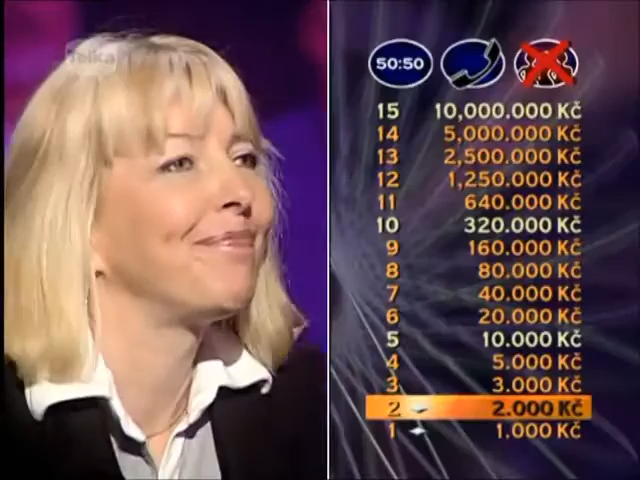 Telka
50:50
15 10,000.000 Kč
14 5,000.000 Kč
13 2,500.000 Kč
12 1,250.000 Kč
11 640.000 Kč
10 320.000 Kč
9 160.000 Kč
8 80.000 Kč
7 40.000 Kč
6 20.000 Kč
5 10.000 Kč
4 5.000 Kč
3 3.000 Kč
2 2.000 Kč
1 1.000 Kč